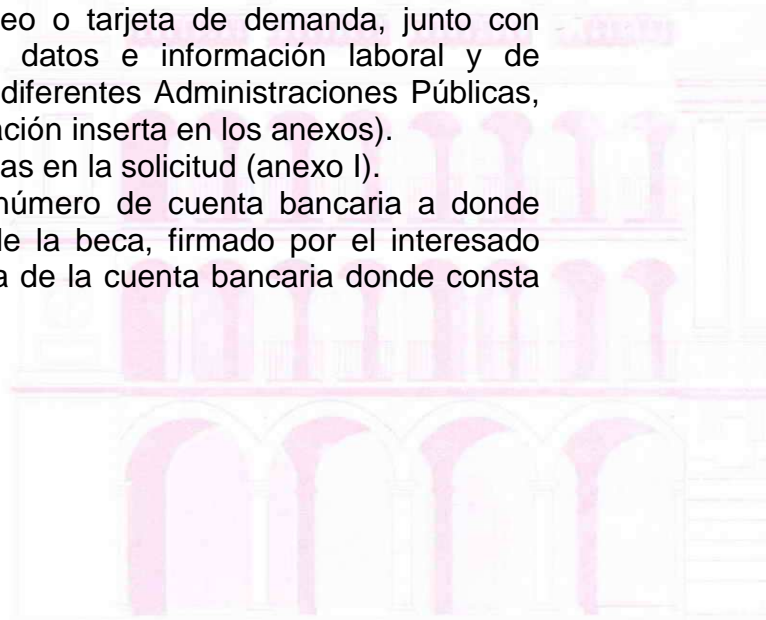 eo o tarjeta de demanda, junto con
datos e información laboral y de
diferentes Administraciones Públicas,
ación inserta en los anexos).
as en la solicitud (anexo I).
número de cuenta bancaria a donde
de la beca, firmado por el interesado
a de la cuenta bancaria donde consta